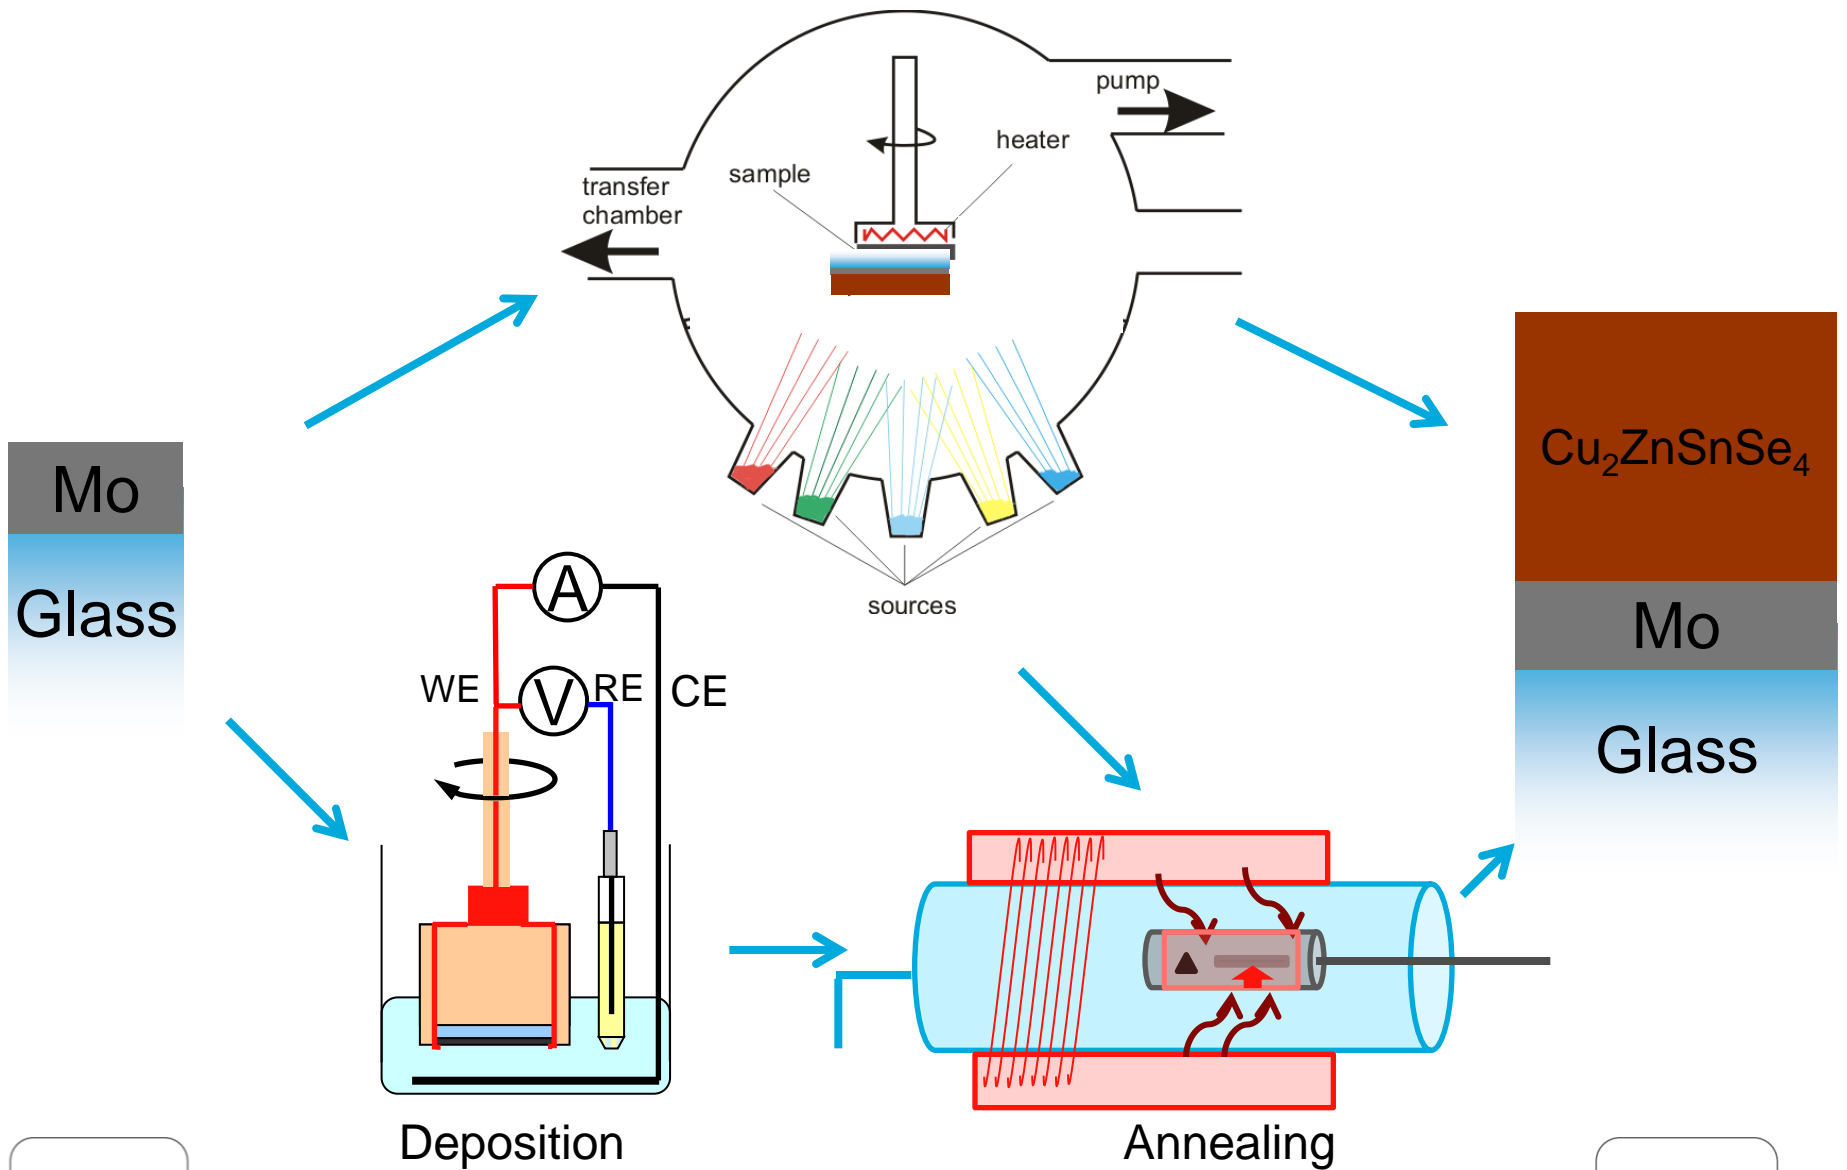 pump
heater
sample
transfer
chamber
Mo
Glass
sources
A
WE
V
RE
CE
Cu₂ZnSnSe₄
Mo
Glass
Deposition
Annealing